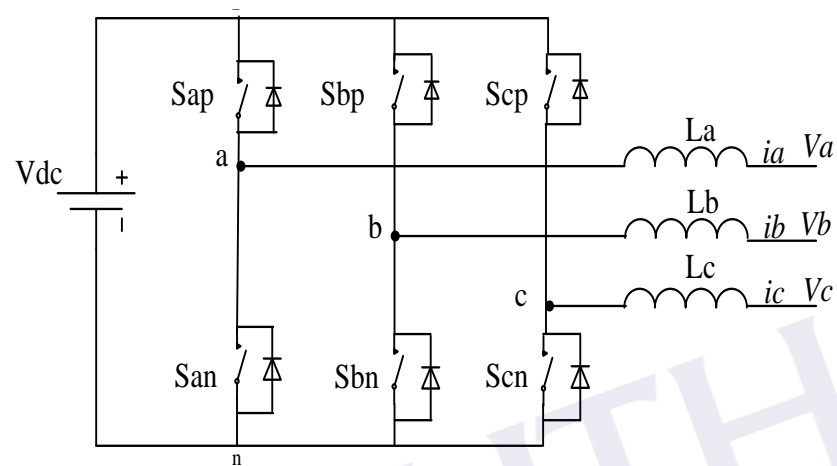 Sap Sbp Scp
La
a ia Va
Vdc +
Lb
b ib Vb
Lc
c ic Vc
San Sbn Scn
n